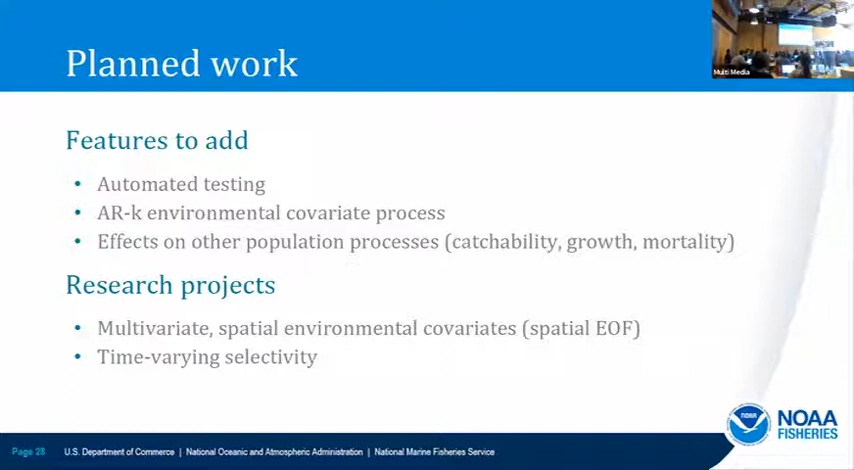 Planned work
Multi Media
Features to add
• Automated testing
• AR-k environmental covariate process
• Effects on other population processes (catchability, growth, mortality)
Research projects
• Multivariate, spatial environmental covariates (spatial EOF)
• Time-varying selectivity
NOAA
NOAA
FISHERIES
Page 28 U.S. Department of Commerce | National Oceanic and Atmospheric Administration | National Marine Fisheries Service